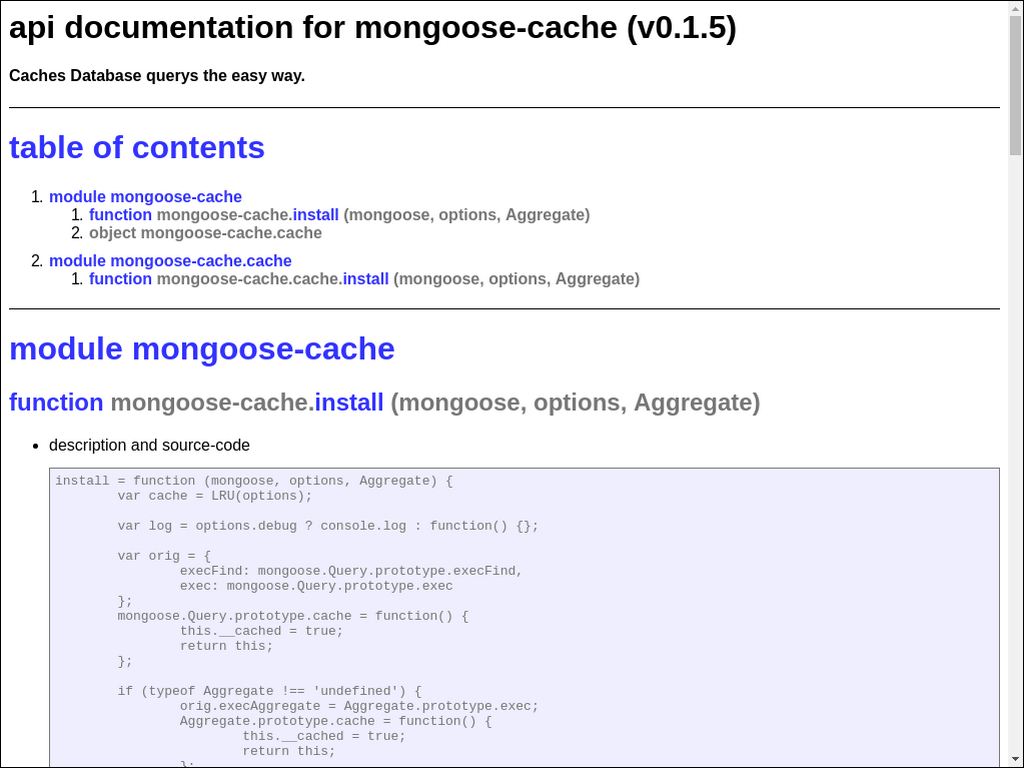 api documentation for mongoose-cache (v0.1.5)
Caches Database querys the easy way.
table of contents
1. module mongoose-cache
1. function mongoose-cache.install (mongoose, options, Aggregate)
2. object mongoose-cache.cache
2. module mongoose-cache.cache
1. function mongoose-cache.cache.install (mongoose, options, Aggregate)
module mongoose-cache
function mongoose-cache.install (mongoose, options, Aggregate)
• description and source-code
install = function (mongoose, options, Aggregate) {
        var cache = LRU(options);
        var log = options.debug ? console.log : function() {};
        var orig = {
                execFind: mongoose.Query.prototype.execFind,
                exec: mongoose.Query.prototype.exec
        };
        mongoose.Query.prototype.cache = function() {
                this.__cached = true;
                return this;
        };
        if (typeof Aggregate !== 'undefined') {
                orig.execAggregate = Aggregate.prototype.exec;
                Aggregate.prototype.cache = function() {
                        this.__cached = true;
                        return this;
                };